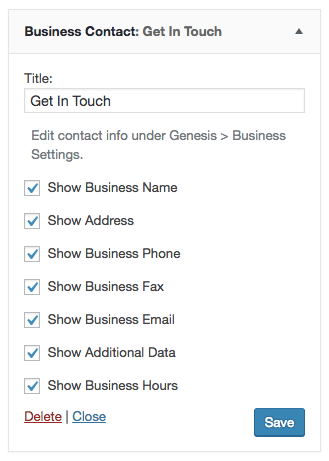 Business Contact: Get In Touch
Title:
Get In Touch
Edit contact info under Genesis > Business
Settings.
Show Business Name
Show Address
Show Business Phone
Show Business Fax
Show Business Email
Show Additional Data
Show Business Hours
Delete | Close
Save